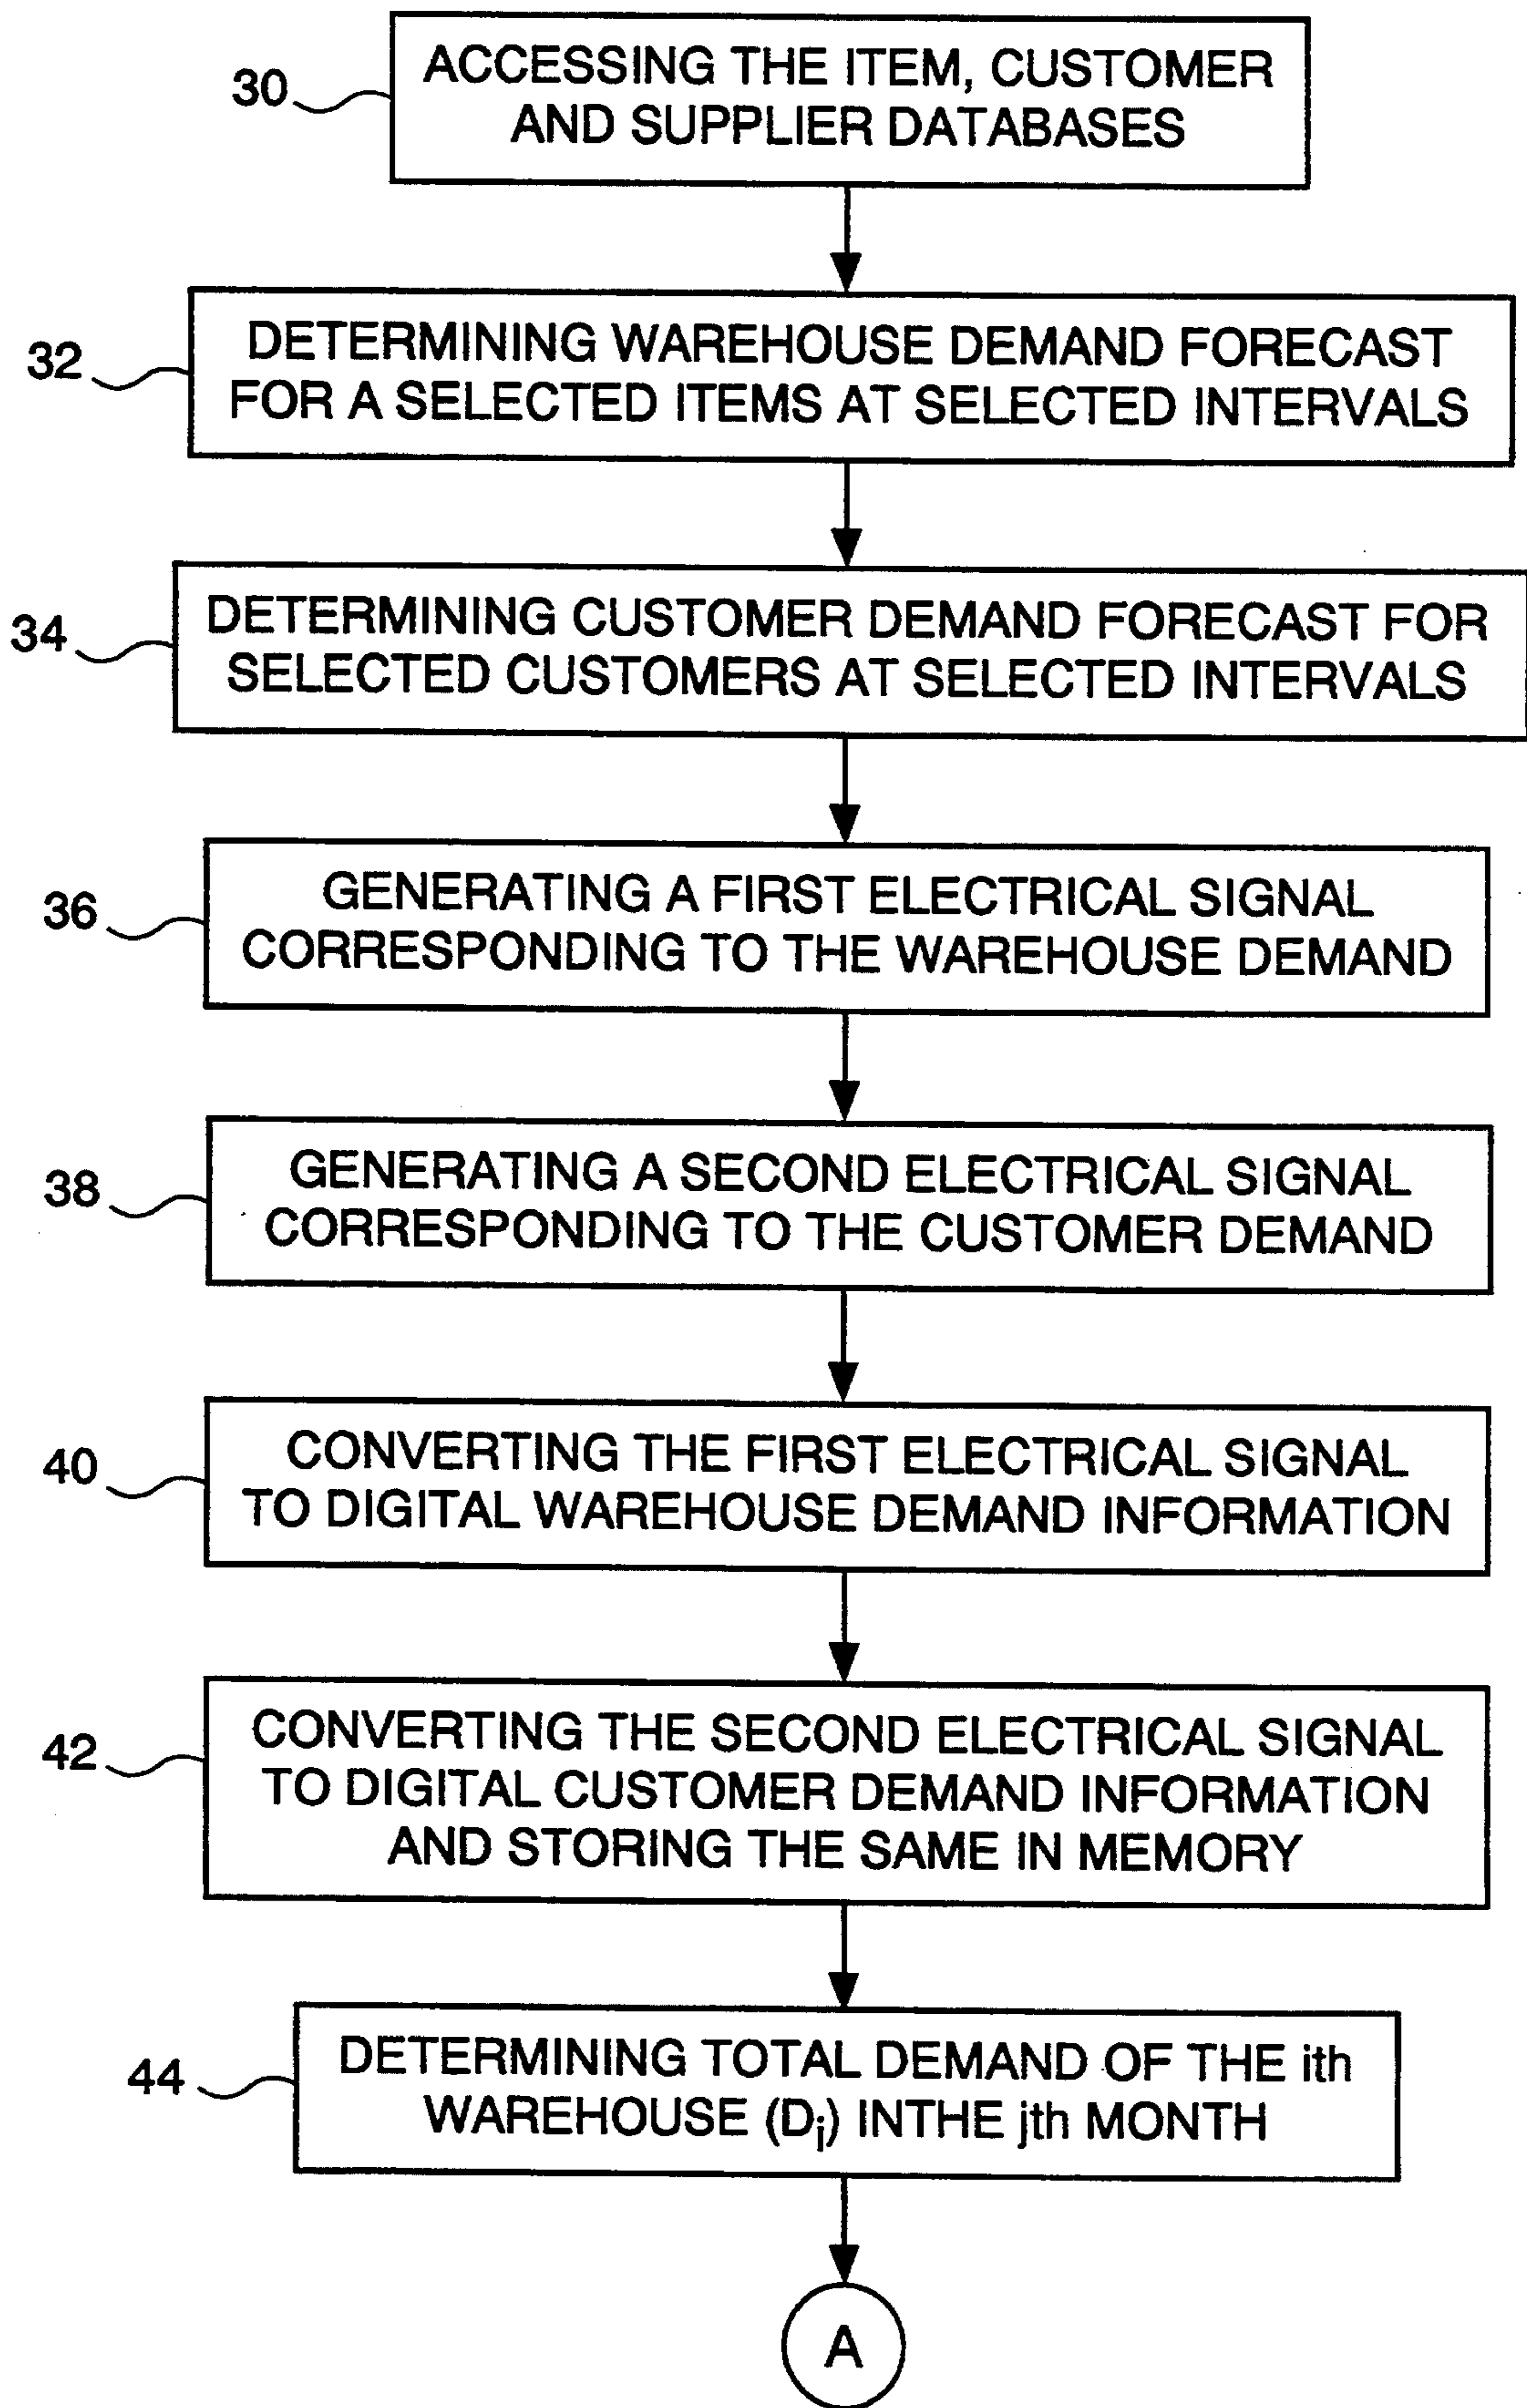 30
ACCESSING THE ITEM, CUSTOMER
AND SUPPLIER DATABASES
32
DETERMINING WAREHOUSE DEMAND FORECAST
FOR A SELECTED ITEMS AT SELECTED INTERVALS
34
DETERMINING CUSTOMER DEMAND FORECAST FOR
SELECTED CUSTOMERS AT SELECTED INTERVALS
36
GENERATING A FIRST ELECTRICAL SIGNAL
CORRESPONDING TO THE WAREHOUSE DEMAND
38
GENERATING A SECOND ELECTRICAL SIGNAL
CORRESPONDING TO THE CUSTOMER DEMAND
40
CONVERTING THE FIRST ELECTRICAL SIGNAL
TO DIGITAL WAREHOUSE DEMAND INFORMATION
42
CONVERTING THE SECOND ELECTRICAL SIGNAL
TO DIGITAL CUSTOMER DEMAND INFORMATION
AND STORING THE SAME IN MEMORY
44
DETERMINING TOTAL DEMAND OF THE ith
WAREHOUSE (Dj) INTHE jth MONTH
A